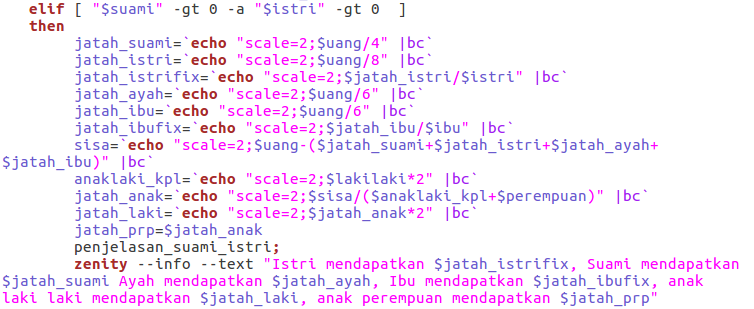 elif [ "$suami" -gt 0 -a "$istri" -gt 0  ]
then
jatah_suami=`echo "scale=2;$uang/4" |bc`
jatah_istri=`echo "scale=2;$uang/8" |bc`
jatah_istrifix=`echo "scale=2;$jatah_istri/$istri" |bc`
jatah_ayah=`echo "scale=2;$uang/6" |bc`
jatah_ibu=`echo "scale=2;$uang/6" |bc`
jatah_ibufix=`echo "scale=2;$jatah_ibu/$ibu" |bc`
sisa=`echo "scale=2;$uang-($jatah_suami+$jatah_istri+$jatah_ayah+
$jatah_ibu)" |bc`
anaklaki_kpl=`echo "scale=2;$lakilaki*2" |bc`
jatah_anak=`echo "scale=2;$sisa/($anaklaki_kpl+$perempuan)" |bc`
jatah_laki=`echo "scale=2;$jatah_anak*2" |bc`
jatah_prp=$jatah_anak
penjelasan_suami_istri;
zenity --info --text "Istri mendapatkan $jatah_istrifix, Suami mendapatkan
$jatah_suami Ayah mendapatkan $jatah_ayah, Ibu mendapatkan $jatah_ibufix, anak
laki laki mendapatkan $jatah_laki, anak perempuan mendapatkan $jatah_prp"